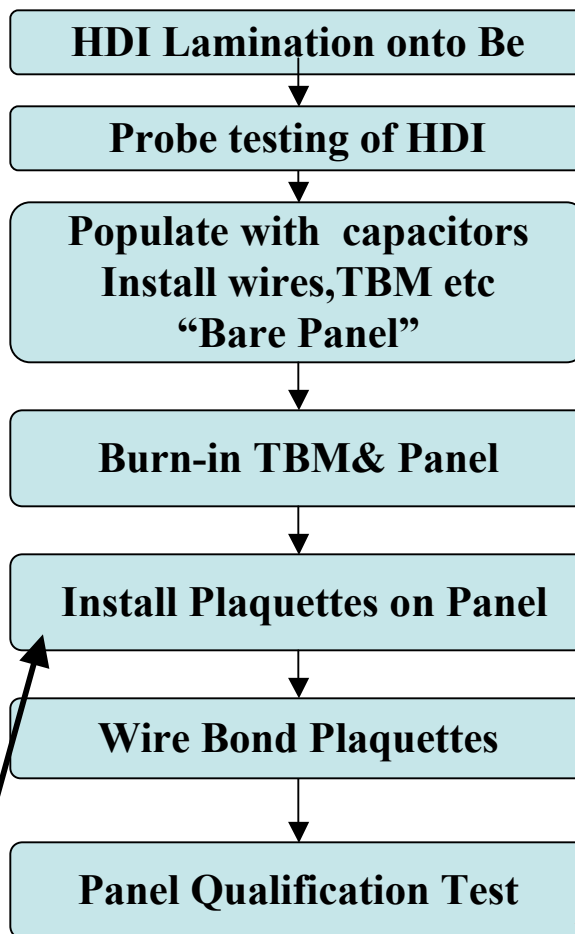 HDI Lamination onto Be
Probe testing of HDI
Populate with  capacitors
Install wires,TBM etc
“Bare Panel”
Burn-in TBM& Panel
Install Plaquettes on Panel
Wire Bond Plaquettes
Panel Qualification Test